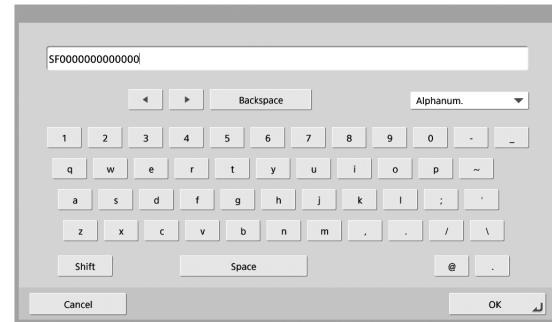 SF0000000000000
Backspace Alphanum.
1 2 3 4 5 6 7 8 9 0 - _
q w e r t y u i o p ~
a s d f g h j k l ; '
z x c v b n m , . / \
Shift Space @ .
Cancel OK